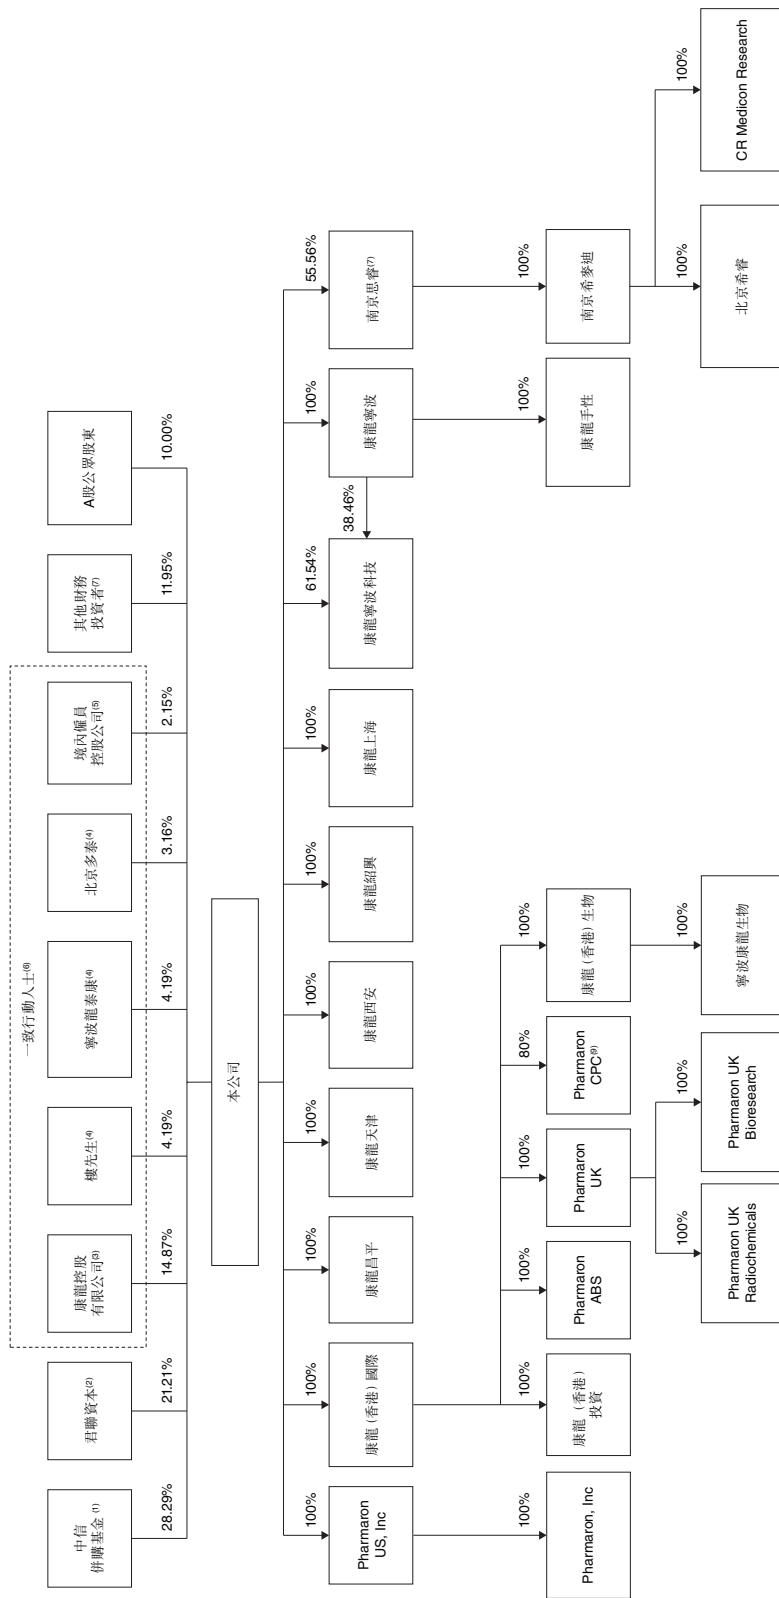 一致行動人士(6)
中信
併購基金(1)
君聯資本(2)
康龍控股
有限公司(3)
樓先生(4)
寧波龍泰康(4)
北京多泰(4)
境內僱員
控股公司(5)
其他財務
投資者(7)
A股公眾股東
28.29%
21.21%
14.87%
4.19%
4.19%
3.16%
2.15%
11.95%
10.00%
本公司
100%
100%
100%
100%
100%
100%
100%
61.54%
100%
55.56%
Pharmaron
US, Inc
康龍(香港)國際
康龍昌平
康龍天津
康龍西安
康龍紹興
康龍上海
康龍寧波科技
38.46%
康龍寧波
南京思睿(7)
100%
100%
100%
100%
80%
100%
100%
100%
Pharmaron, Inc
康龍(香港)
投資
Pharmaron
ABS
Pharmaron
UK
Pharmaron
CPC(9)
康龍(香港)生物
康龍手性
南京希麥迪
100%
100%
100%
100%
100%
Pharmaron UK
Radiochemicals
Pharmaron UK
Bioresearch
寧波康龍生物
北京希睿
CR Medicon Research